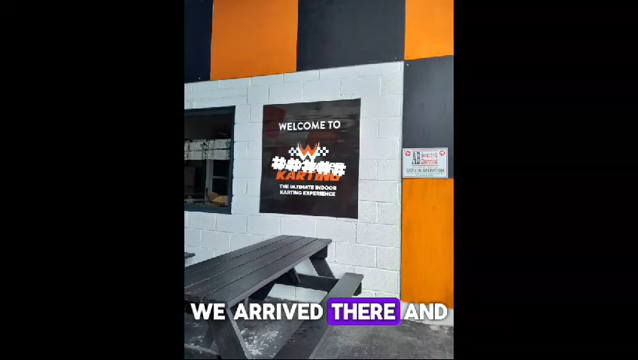 WELCOME TO
KARTING
THE ULTIMATE INDOOR
KARTING EXPERIENCE
WE ARRIVED THERE AND